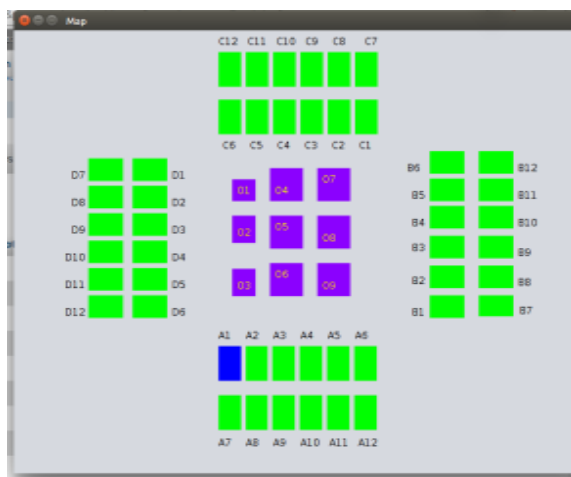 Map
C12 C11 C10 C9 C8 C7
C6 C5 C4 C3 C2 C1
D7 D1
D8 D2
D9 D3
D10 D4
D11 D5
D12 D6
O1 O4 O7
O2 O5 O8
O3 O6 O9
B6 B12
B5 B11
B4 B10
B3 B9
B2 B8
B1 B7
A1 A2 A3 A4 A5 A6
A7 A8 A9 A10 A11 A12